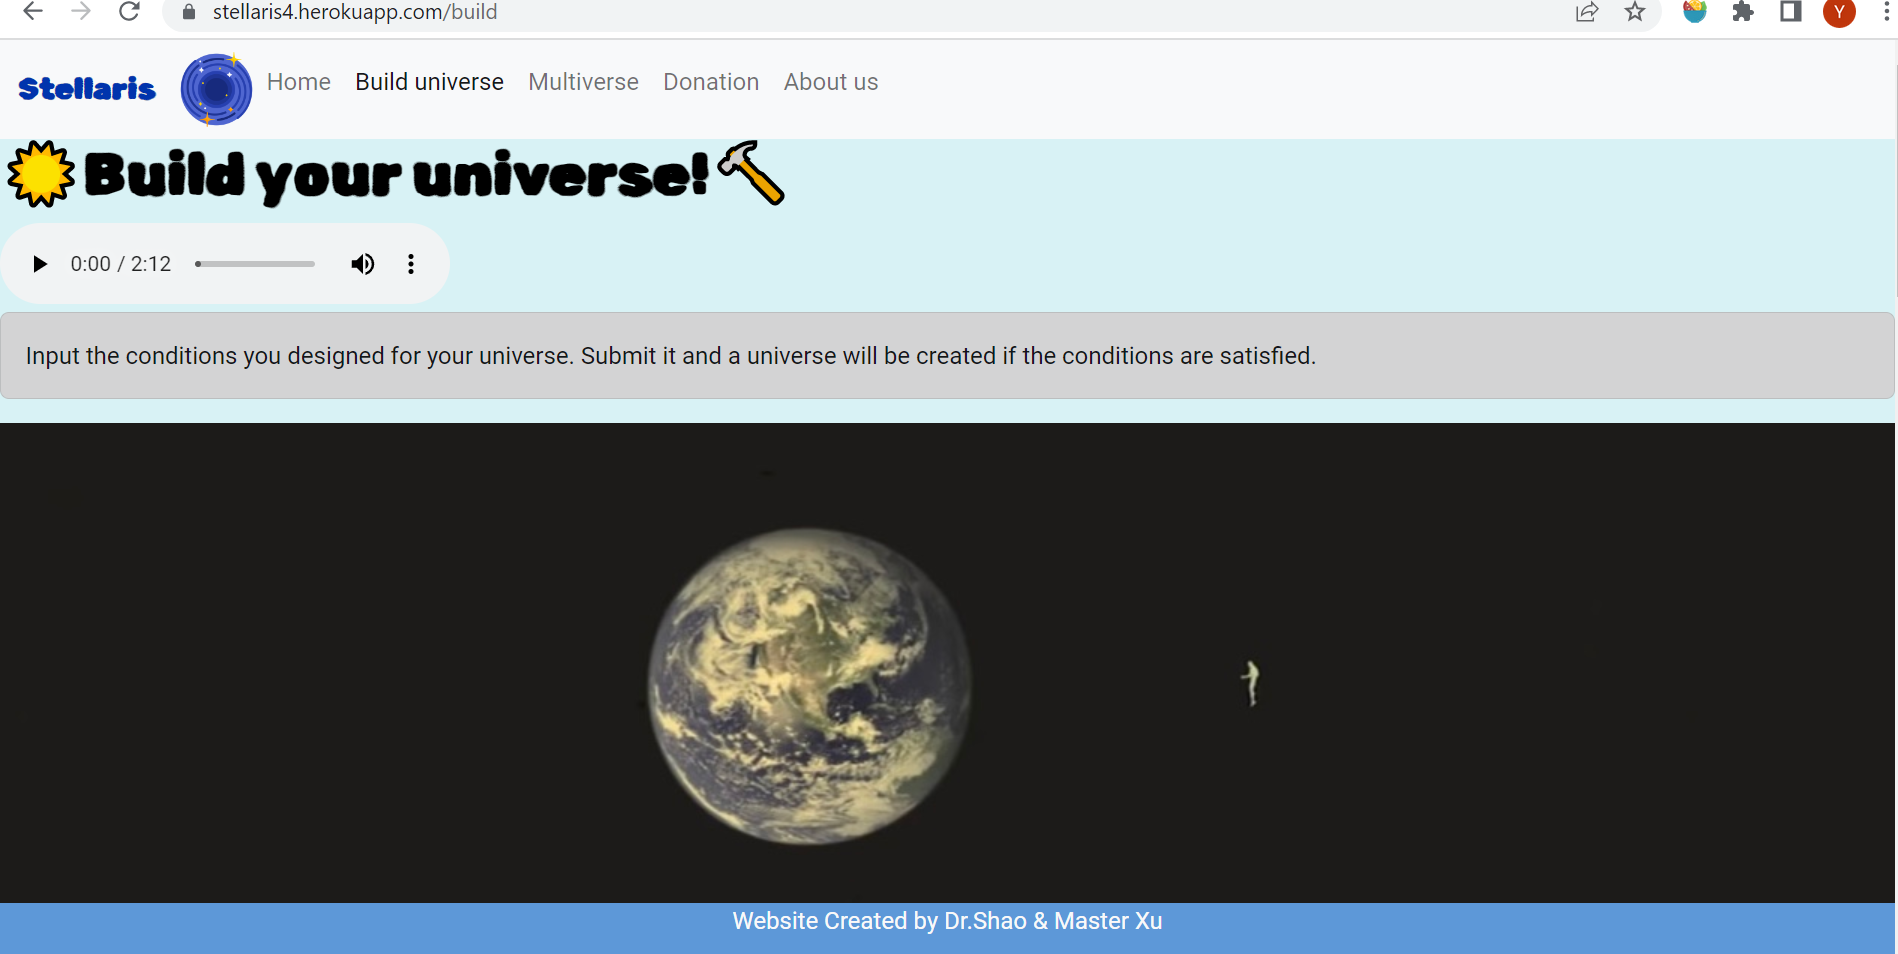 stellaris4.herokuapp.com/build
Y
Stellaris
Home Build universe Multiverse Donation About us
Build your universe!
0:00 / 2:12
Input the conditions you designed for your universe. Submit it and a universe will be created if the conditions are satisfied.
Website Created by Dr.Shao & Master Xu